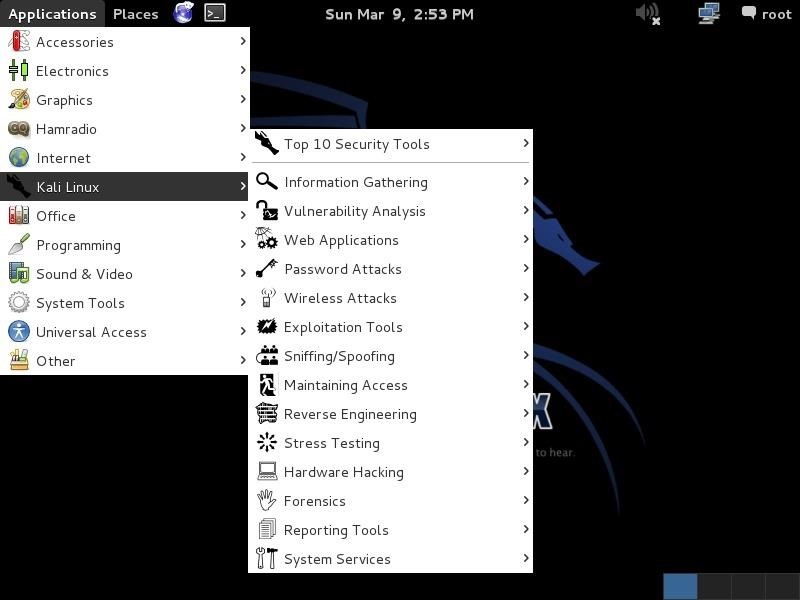 Applications Places Sun Mar 9, 2:53 PM root
Accessories
Electronics
Graphics
Hamradio
Internet
Kali Linux
Office
Programming
Sound & Video
System Tools
Universal Access
Other
Top 10 Security Tools
Information Gathering
Vulnerability Analysis
Web Applications
Password Attacks
Wireless Attacks
Exploitation Tools
Sniffing/Spoofing
Maintaining Access
Reverse Engineering
Stress Testing
Hardware Hacking
Forensics
Reporting Tools
System Services
X
to hear.